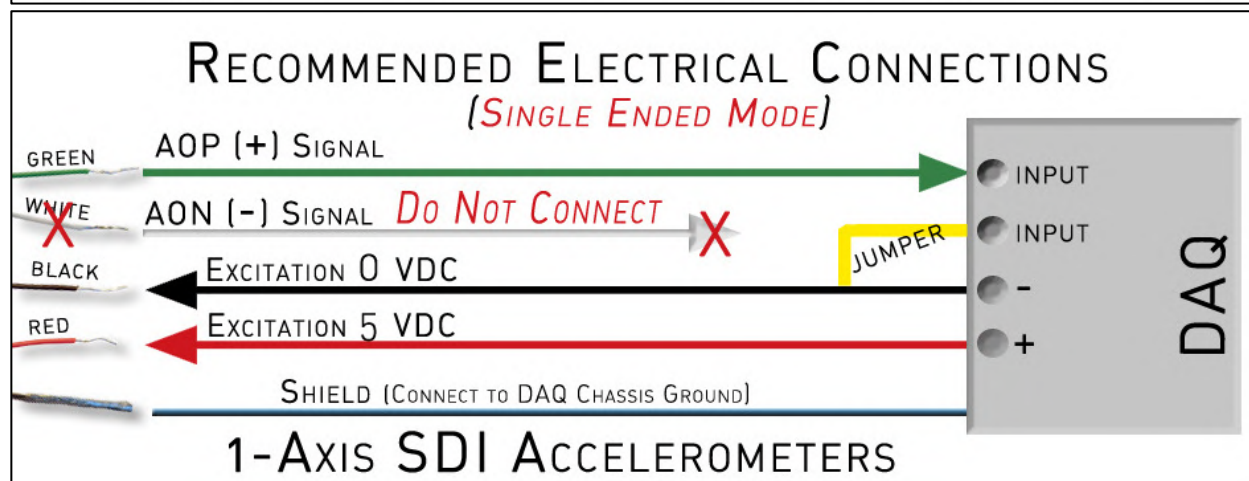 RECOMMENDED ELECTRICAL CONNECTIONS
(SINGLE ENDED MODE)
GREEN
AOP (+) SIGNAL
INPUT
WHITE
X
AON (-) SIGNAL DO NOT CONNECT
X
JUMPER
INPUT
BLACK
EXCITATION 0 VDC
-
RED
EXCITATION 5 VDC
+
DAQ
SHIELD (CONNECT TO DAQ CHASSIS GROUND)
1-AXIS SDI ACCELEROMETERS